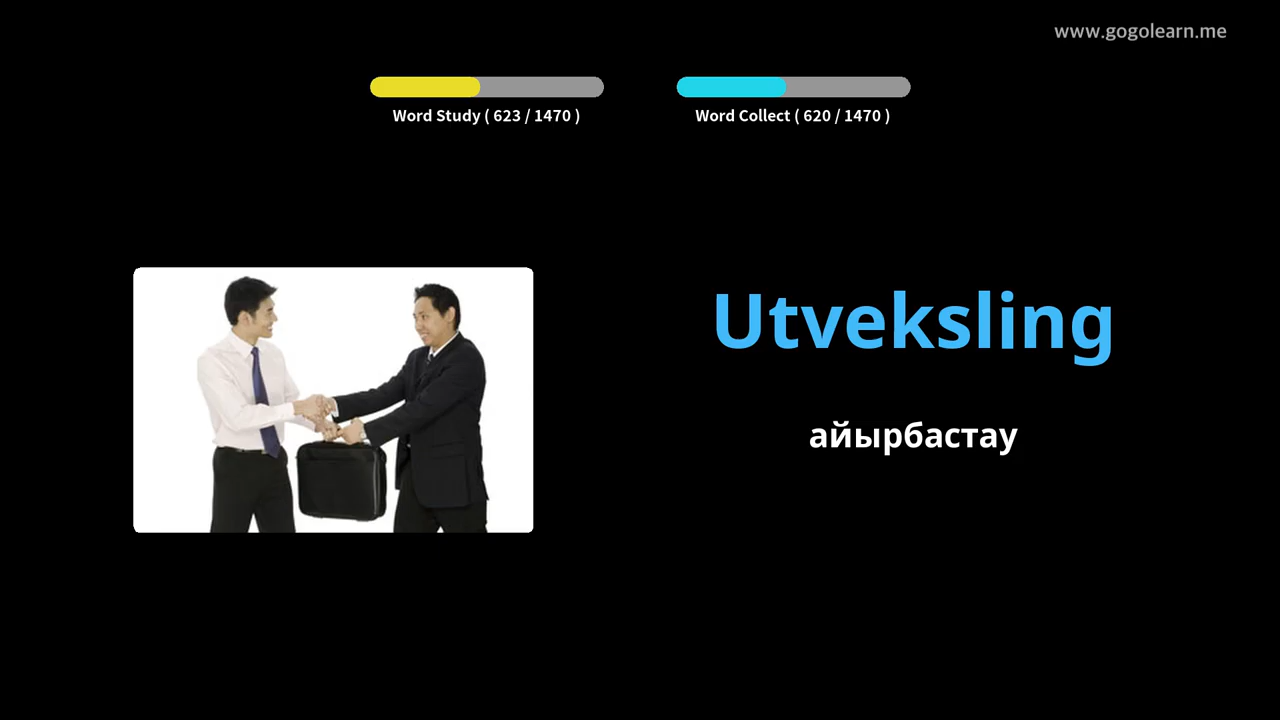 www.gogolearn.me
Word Study ( 623 / 1470 )
Word Collect ( 620 / 1470 )
Utveksling
айырбастау